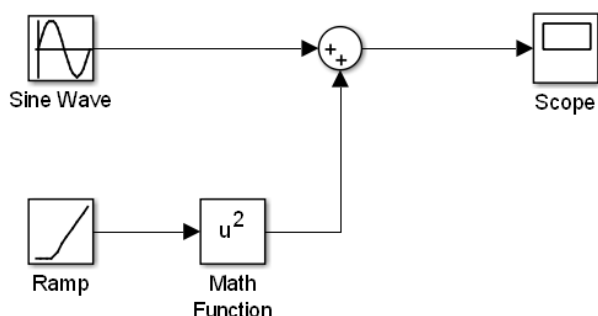 +
+
Sine Wave
Scope
u²
Ramp
Math
Function